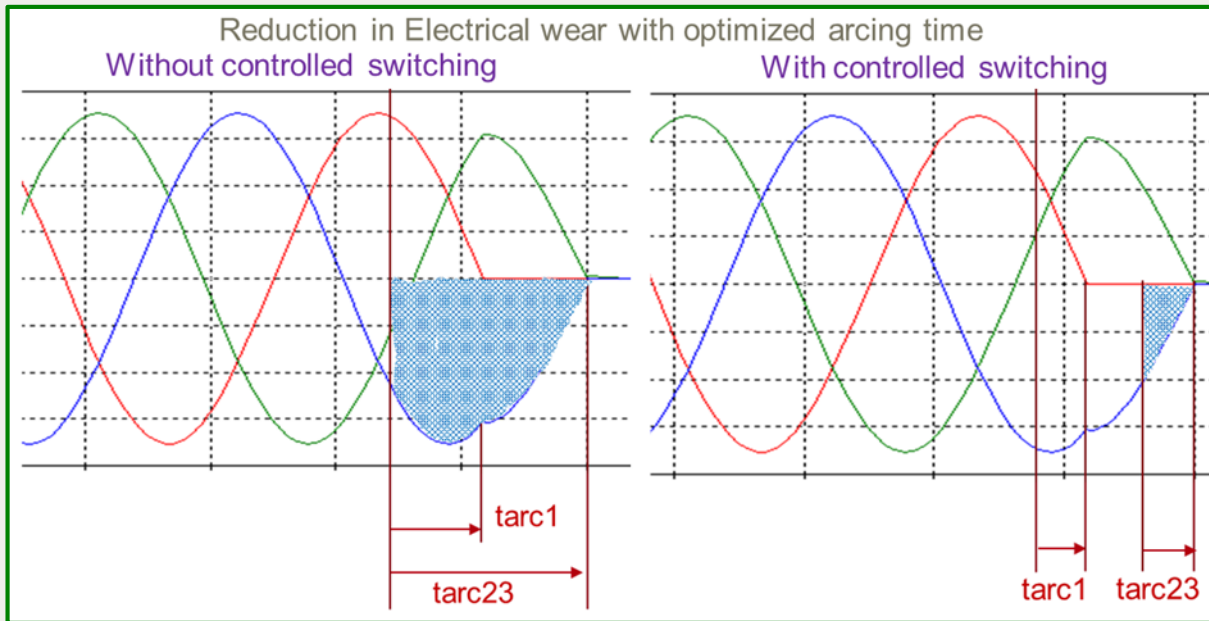 Reduction in Electrical wear with optimized arcing time
Without controlled switching
With controlled switching
tarc1
tarc23
tarc1
tarc23